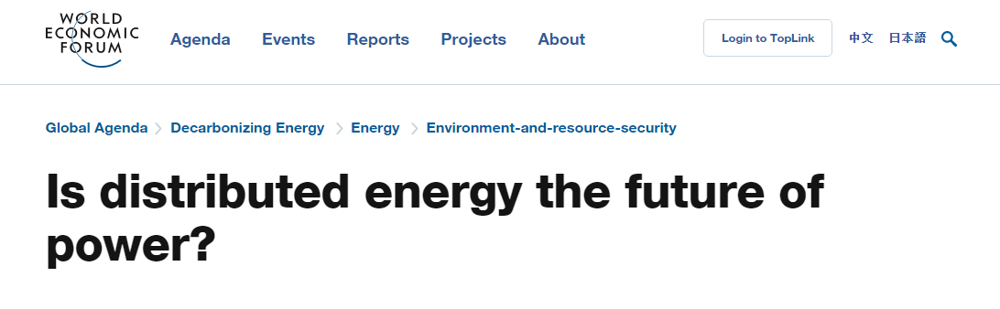 WORLD
ECONOMIC
FORUM
Agenda Events Reports Projects About
Login to TopLink 中文 日本語
Global Agenda Decarbonizing Energy Energy Environment-and-resource-security
Is distributed energy the future of
power?